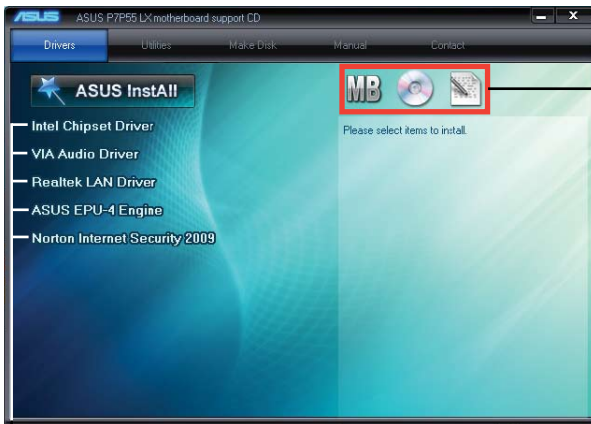 ASUS ASUS P7P55 LX motherboard support CD
Drivers Utilities Make Disk Manual Contact
ASUS InstAll
MB
Intel Chipset Driver
Please select items to install.
VIA Audio Driver
Realtek LAN Driver
ASUS EPU-4 Engine
Norton Internet Security 2009